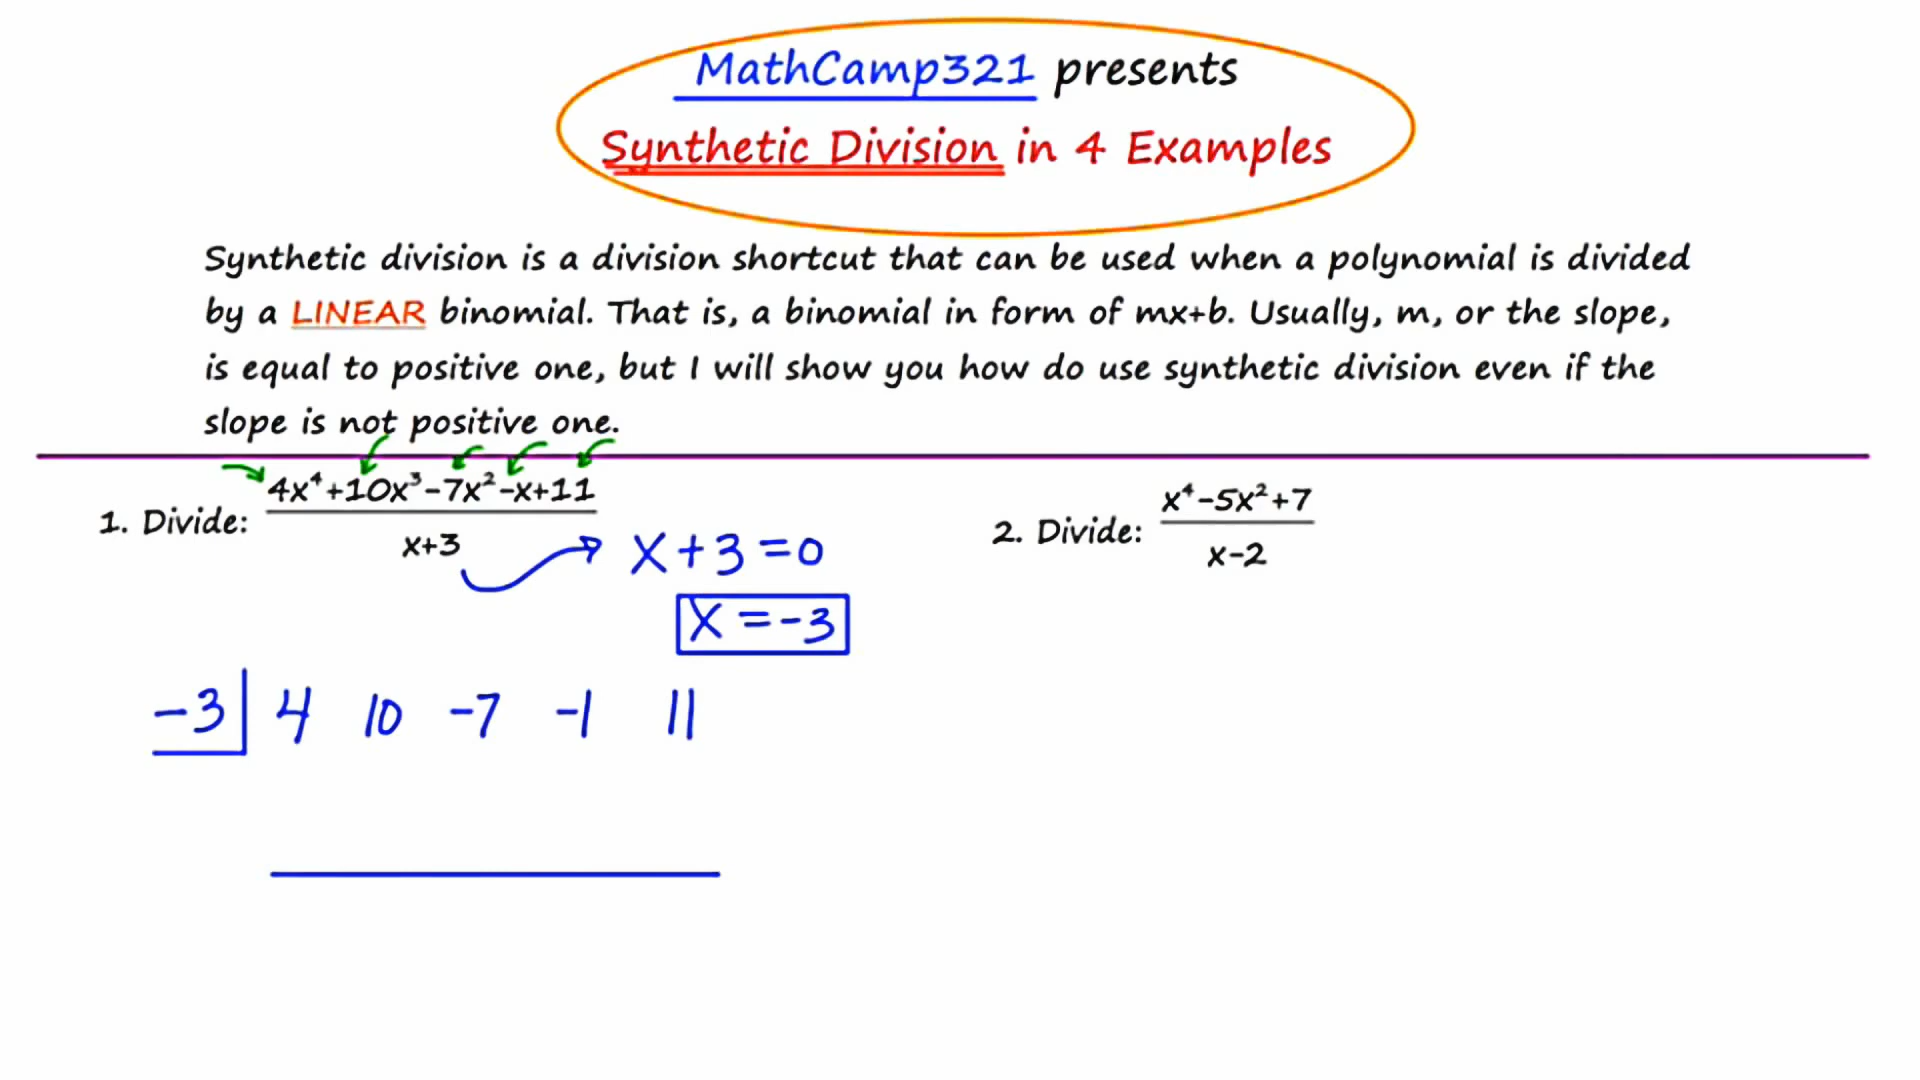 MathCamp321 presents
Synthetic Division in 4 Examples
Synthetic division is a division shortcut that can be used when a polynomial is divided
by a LINEAR binomial. That is, a binomial in form of mx+b. Usually, m, or the slope,
is equal to positive one, but I will show you how do use synthetic division even if the
slope is not positive one.
1. Divide: 4x⁴+10x³-7x²-x+11
x+3
x+3=0
x=-3
2. Divide: x⁴-5x²+7
x-2
-3 4 10 -7 -1 11